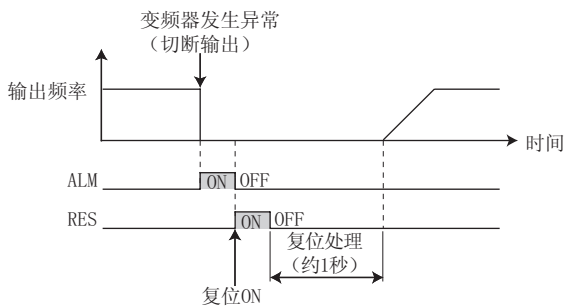 变频器发生异常
（切断输出）
输出频率
时间
ALM
ON OFF
RES
ON OFF
复位处理
（约1秒）
复位ON